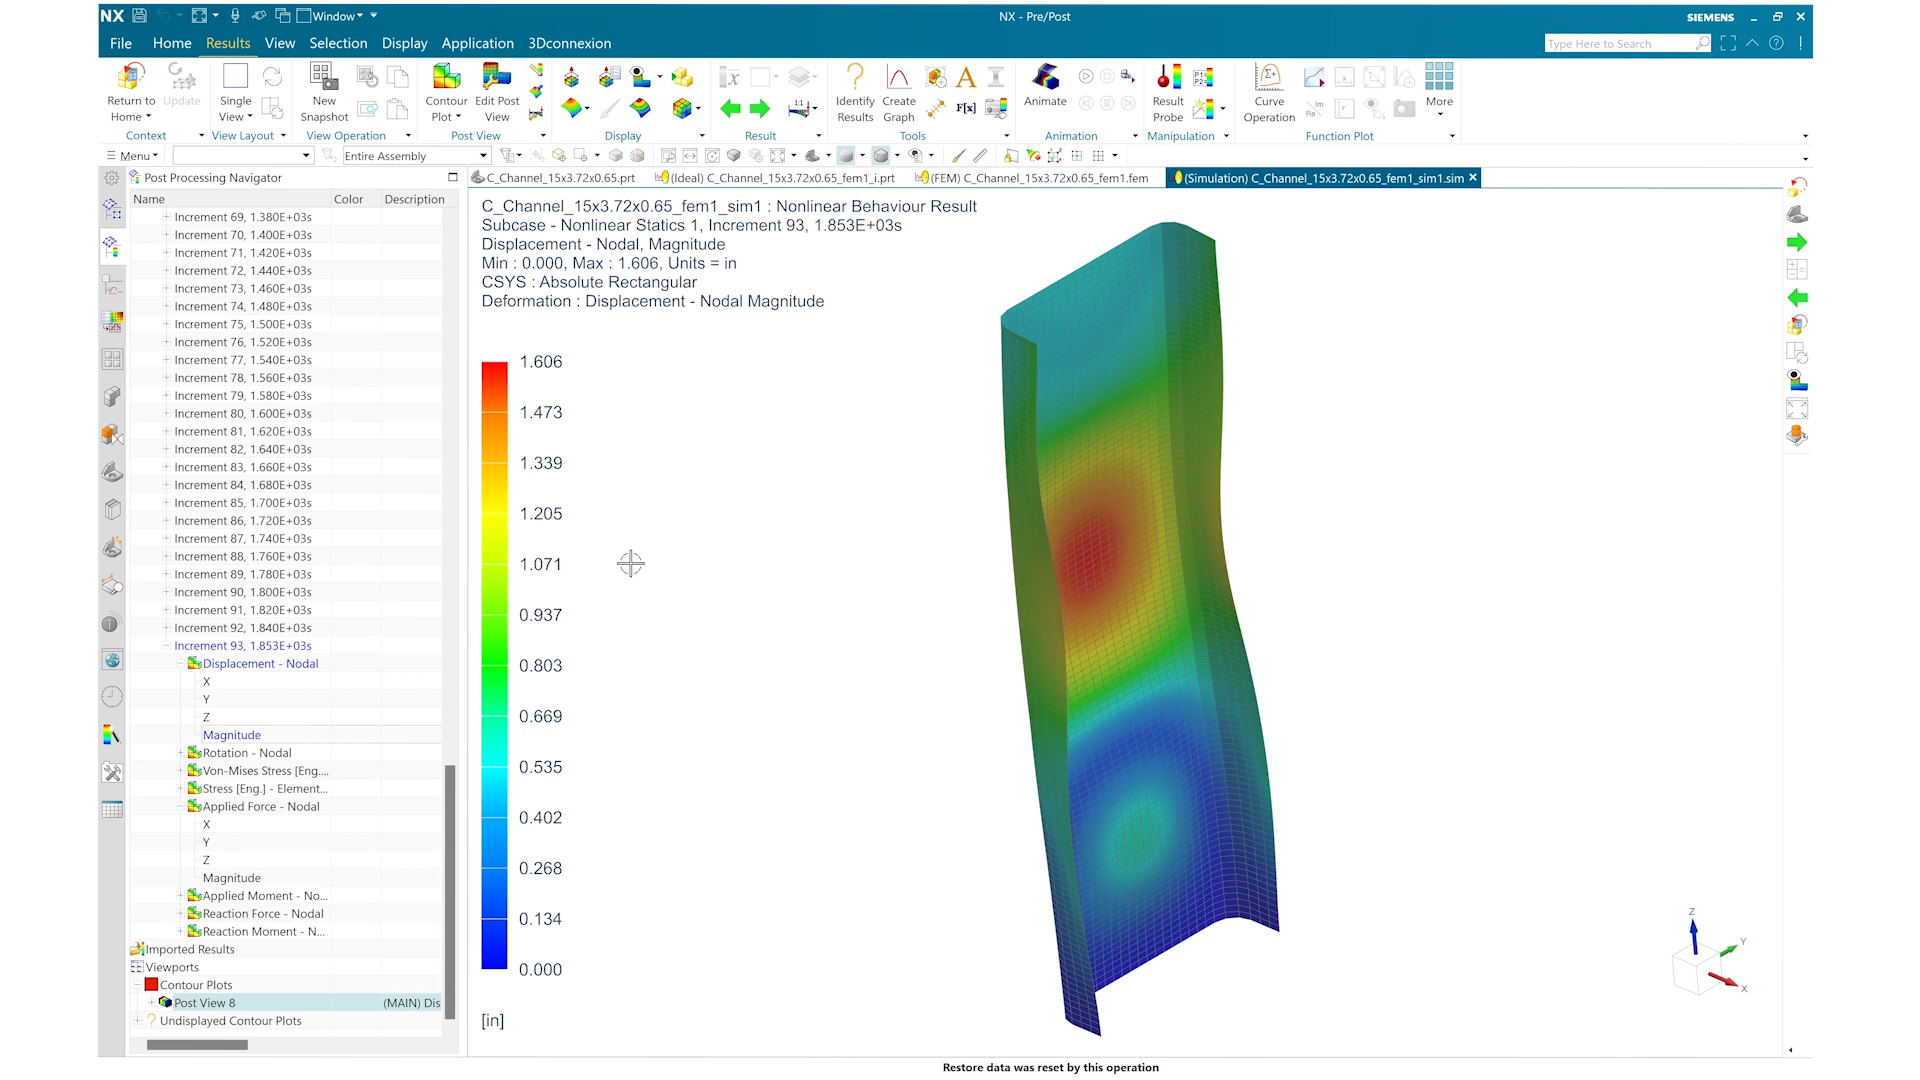 NX
Window
NX - Pre/Post
SIEMENS
File Home Results View Selection Display Application 3Dconnexion
Type Here to Search
Return to Home
Update
Single View
New Snapshot
Contour Plot
Edit Post View
1:1
Identify Results
Create Graph
A
F[x]
Animate
Result Probe
Curve Operation
More
Context
View Layout
View Operation
Post View
Display
Result
Tools
Animation
Manipulation
Function Plot
Menu
Entire Assembly
Post Processing Navigator
C_Channel_15x3.72x0.65.prt
(Ideal) C_Channel_15x3.72x0.65_fem1_i.prt
(FEM) C_Channel_15x3.72x0.65_fem1.fem
(Simulation) C_Channel_15x3.72x0.65_fem1_sim1.sim
Name Color Description
Increment 69, 1.380E+03s
Increment 70, 1.400E+03s
Increment 71, 1.420E+03s
Increment 72, 1.440E+03s
Increment 73, 1.460E+03s
Increment 74, 1.480E+03s
Increment 75, 1.500E+03s
Increment 76, 1.520E+03s
Increment 77, 1.540E+03s
Increment 78, 1.560E+03s
Increment 79, 1.580E+03s
Increment 80, 1.600E+03s
Increment 81, 1.620E+03s
Increment 82, 1.640E+03s
Increment 83, 1.660E+03s
Increment 84, 1.680E+03s
Increment 85, 1.700E+03s
Increment 86, 1.720E+03s
Increment 87, 1.740E+03s
Increment 88, 1.760E+03s
Increment 89, 1.780E+03s
Increment 90, 1.800E+03s
Increment 91, 1.820E+03s
Increment 92, 1.840E+03s
Increment 93, 1.853E+03s
Displacement - Nodal
X
Y
Z
Magnitude
Rotation - Nodal
Von-Mises Stress [Eng....
Stress [Eng.] - Element...
Applied Force - Nodal
X
Y
Z
Magnitude
Applied Moment - No...
Reaction Force - Nodal
Reaction Moment - N...
Imported Results
Viewports
Contour Plots
Post View 8 (MAIN) Dis
Undisplayed Contour Plots
C_Channel_15x3.72x0.65_fem1_sim1 : Nonlinear Behaviour Result
Subcase - Nonlinear Statics 1, Increment 93, 1.853E+03s
Displacement - Nodal, Magnitude
Min : 0.000, Max : 1.606, Units = in
CSYS : Absolute Rectangular
Deformation : Displacement - Nodal Magnitude
1.606
1.473
1.339
1.205
1.071
0.937
0.803
0.669
0.535
0.402
0.268
0.134
0.000
[in]
Z
Y
X
Restore data was reset by this operation